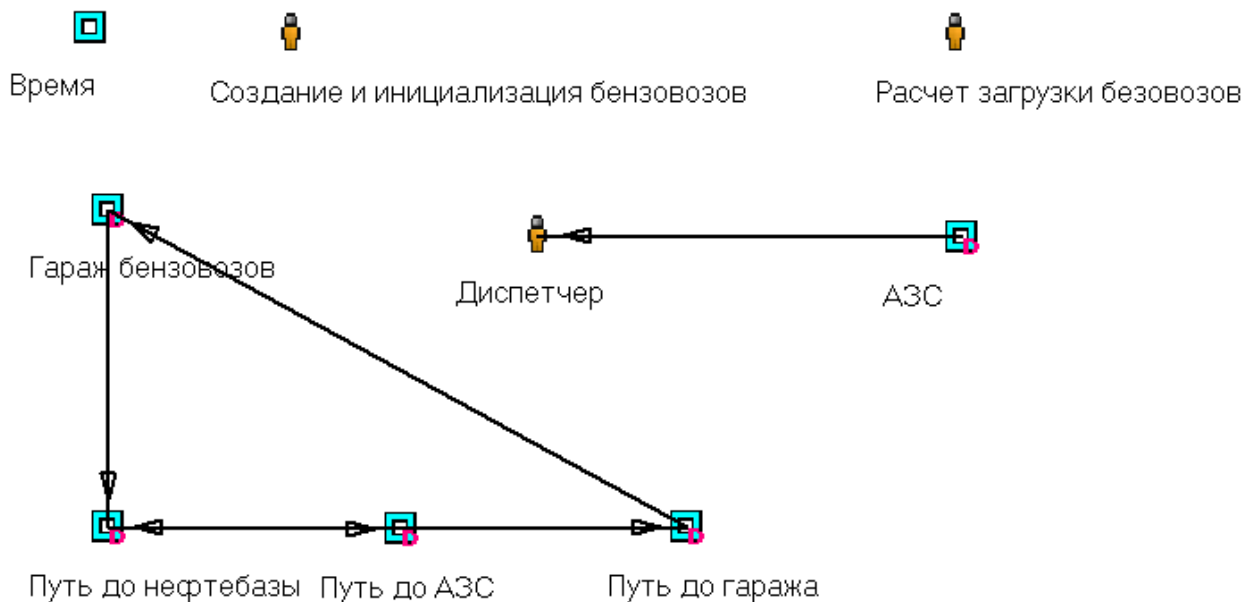 Время
Создание и инициализация бензовозов
Расчет загрузки безовозов
Гараж бензовозов
Диспетчер
АЗС
Путь до нефтебазы
Путь до АЗС
Путь до гаража